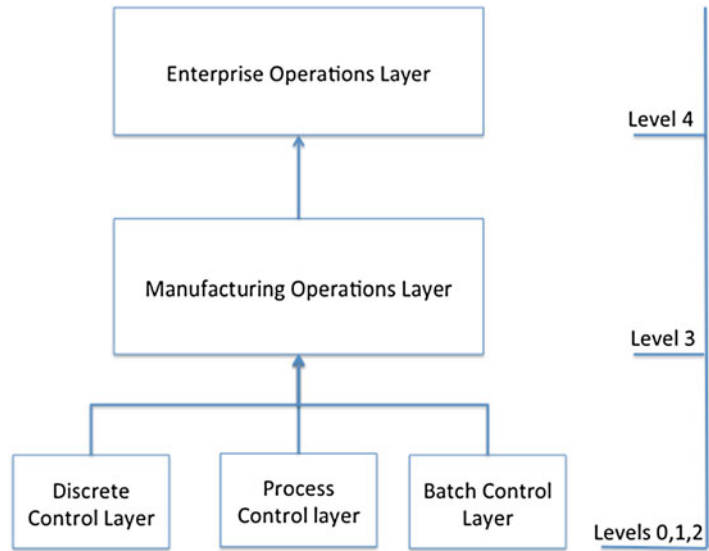 Enterprise Operations Layer
Level 4
Manufacturing Operations Layer
Level 3
Discrete
Control Layer
Process
Control layer
Batch Control
Layer
Levels 0,1,2